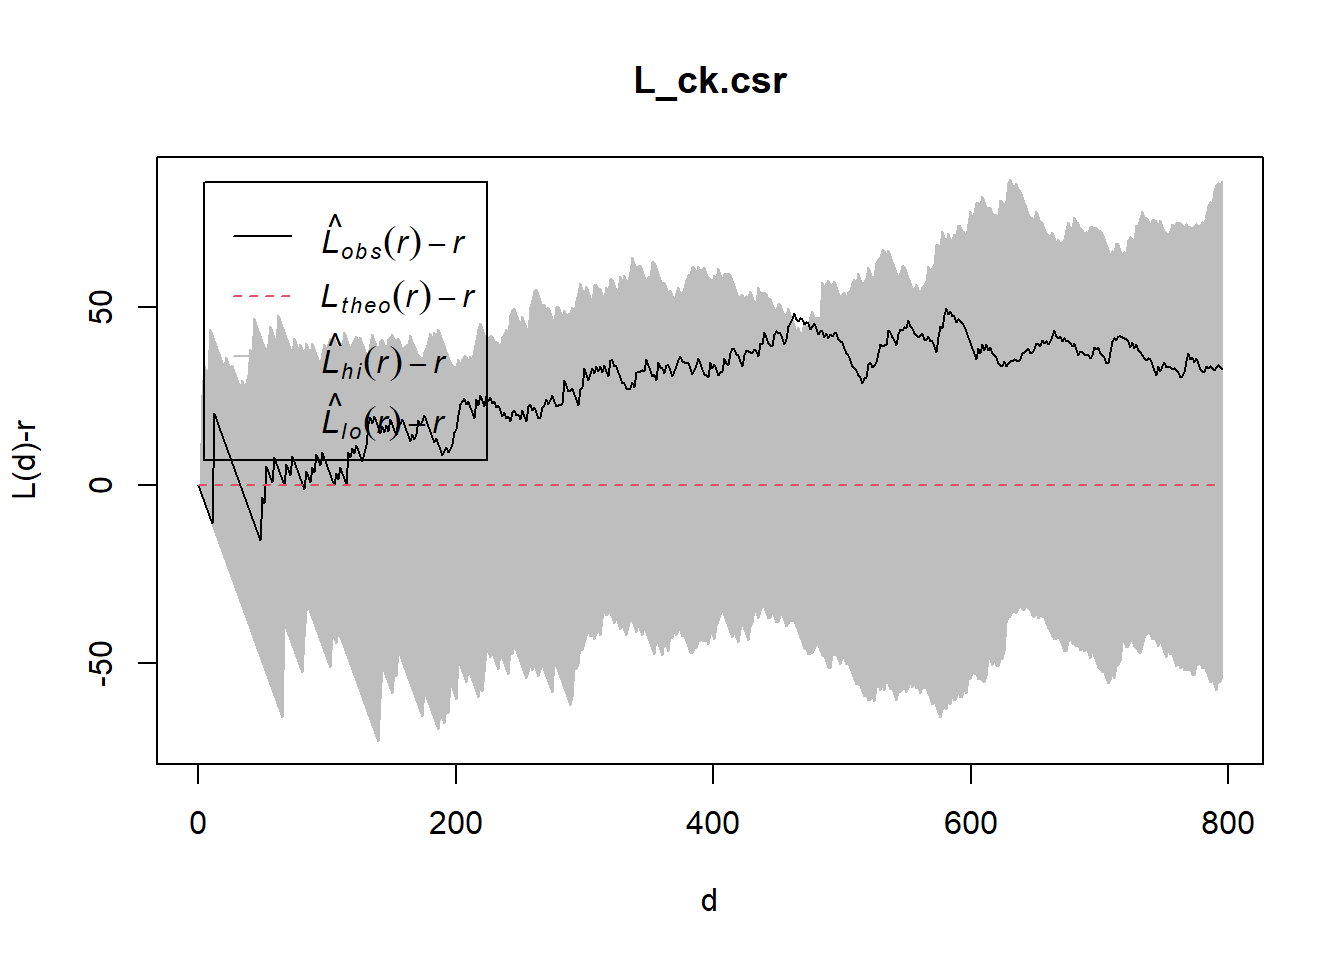 L_ck.csr
L̂obs(r) – r
Ltheo(r) – r
L̂hi(r) – r
L̂lo(r) – r
L(d)-r
50
0
-50
0 200 400 600 800
d